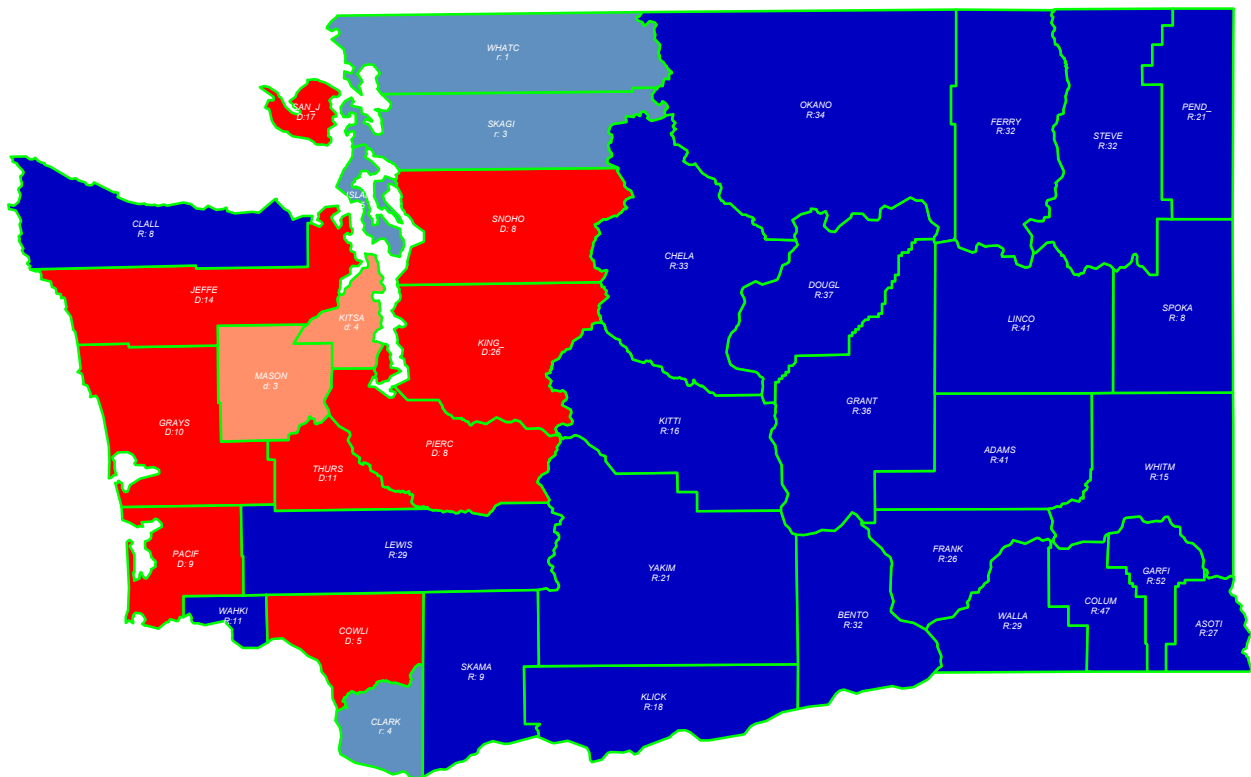 WHATC
r: 1
OKANO
R:34
SAN_J
D:17
SKAGI
r: 3
FERRY
R:32
STEVE
R:32
PEND_
R:21
ISLA
CLALL
R: 8
SNOHO
D: 8
CHELA
R:33
DOUGL
R:37
JEFFE
D:14
KITSA
d: 4
KING_
D:26
LINCO
R:41
SPOKA
R: 8
MASON
d: 3
GRANT
R:36
GRAYS
D:10
PIERC
D: 8
KITTI
R:16
ADAMS
R:41
THURS
D:11
WHITM
R:15
PACIF
D: 9
LEWIS
R:29
YAKIM
R:21
FRANK
R:26
GARFI
R:52
WAHKI
R:11
COWLI
D: 5
BENTO
R:32
WALLA
R:29
COLUM
R:47
ASOTI
R:27
SKAMA
R: 9
KLICK
R:18
CLARK
r: 4